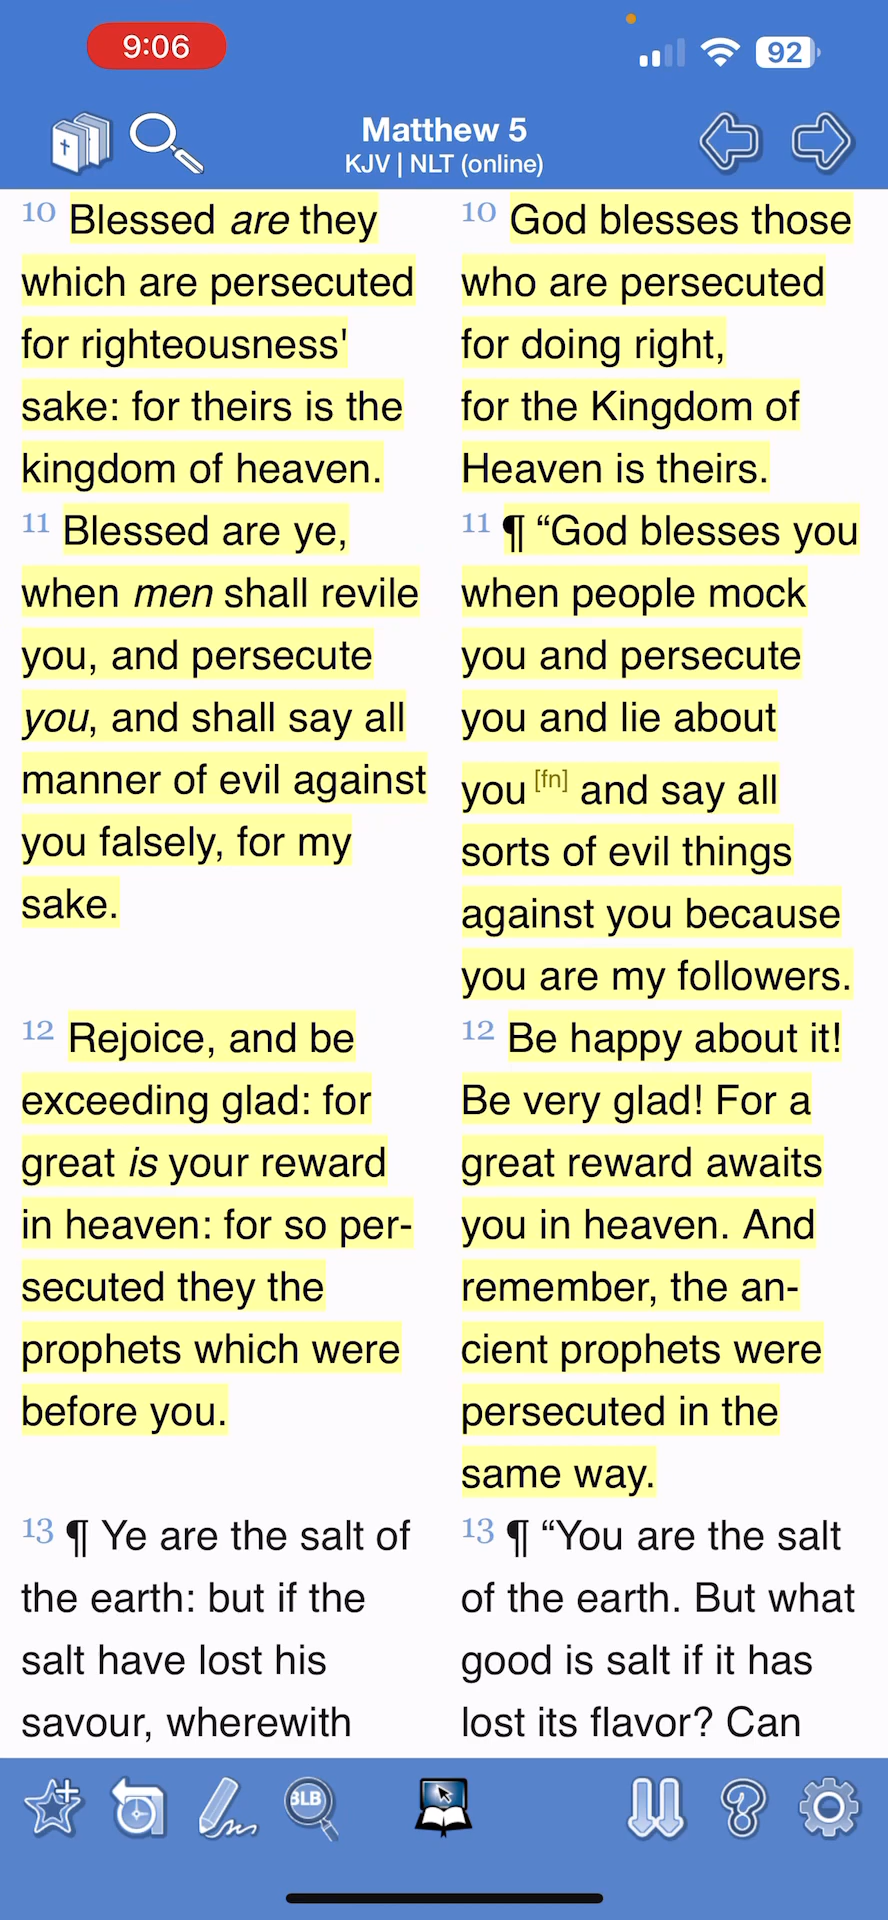 9:06
92
Matthew 5
KJV | NLT (online)
10 Blessed are they
which are persecuted
for righteousness'
sake: for theirs is the
kingdom of heaven.
11 Blessed are ye,
when men shall revile
you, and persecute
you, and shall say all
manner of evil against
you falsely, for my
sake.
12 Rejoice, and be
exceeding glad: for
great is your reward
in heaven: for so per-
secuted they the
prophets which were
before you.
13 ¶ Ye are the salt of
the earth: but if the
salt have lost his
savour, wherewith
10 God blesses those
who are persecuted
for doing right,
for the Kingdom of
Heaven is theirs.
11 ¶ “God blesses you
when people mock
you and persecute
you and lie about
you [fn] and say all
sorts of evil things
against you because
you are my followers.
12 Be happy about it!
Be very glad! For a
great reward awaits
you in heaven. And
remember, the an-
cient prophets were
persecuted in the
same way.
13 ¶ “You are the salt
of the earth. But what
good is salt if it has
lost its flavor? Can
BLB